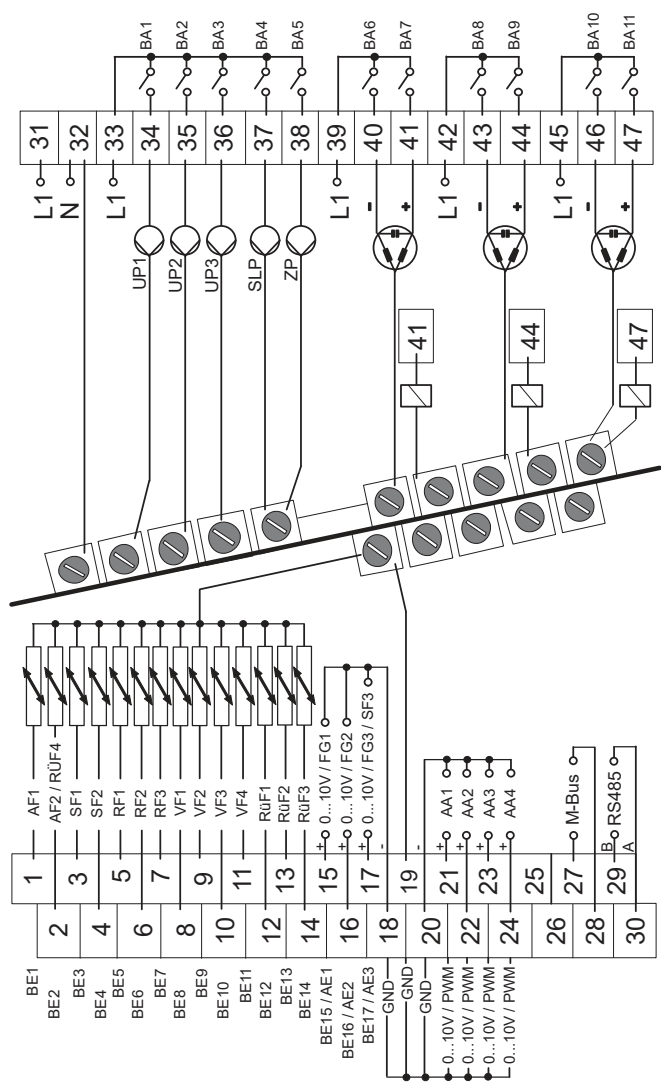 BA1
BA2
BA3
BA4
BA5
BA6
BA7
BA8
BA9
BA10
BA11
31
32
33
34
35
36
37
38
39
40
41
42
43
44
45
46
47
L1
N
L1
L1
L1
L1
- +
- +
- +
UP1
UP2
UP3
SLP
ZP
41
44
47
AF1
AF2 / RÜF4
SF1
SF2
RF1
RF2
RF3
VF1
VF2
VF3
VF4
RüF1
RüF2
RüF3
+ 0...10V / FG1
+ 0...10V / FG2
+ 0...10V / FG3 / SF3
-
-
+ AA1
+ AA2
+ AA3
+ AA4
M-Bus
B RS485
A
1
2
3
4
5
6
7
8
9
10
11
12
13
14
15
16
17
18
19
20
21
22
23
24
25
26
27
28
29
30
BE1
BE2
BE3
BE4
BE5
BE6
BE7
BE8
BE9
BE10
BE11
BE12
BE13
BE14
BE15 / AE1
BE16 / AE2
BE17 / AE3
GND
GND
GND
0...10V / PWM
0...10V / PWM
0...10V / PWM
0...10V / PWM